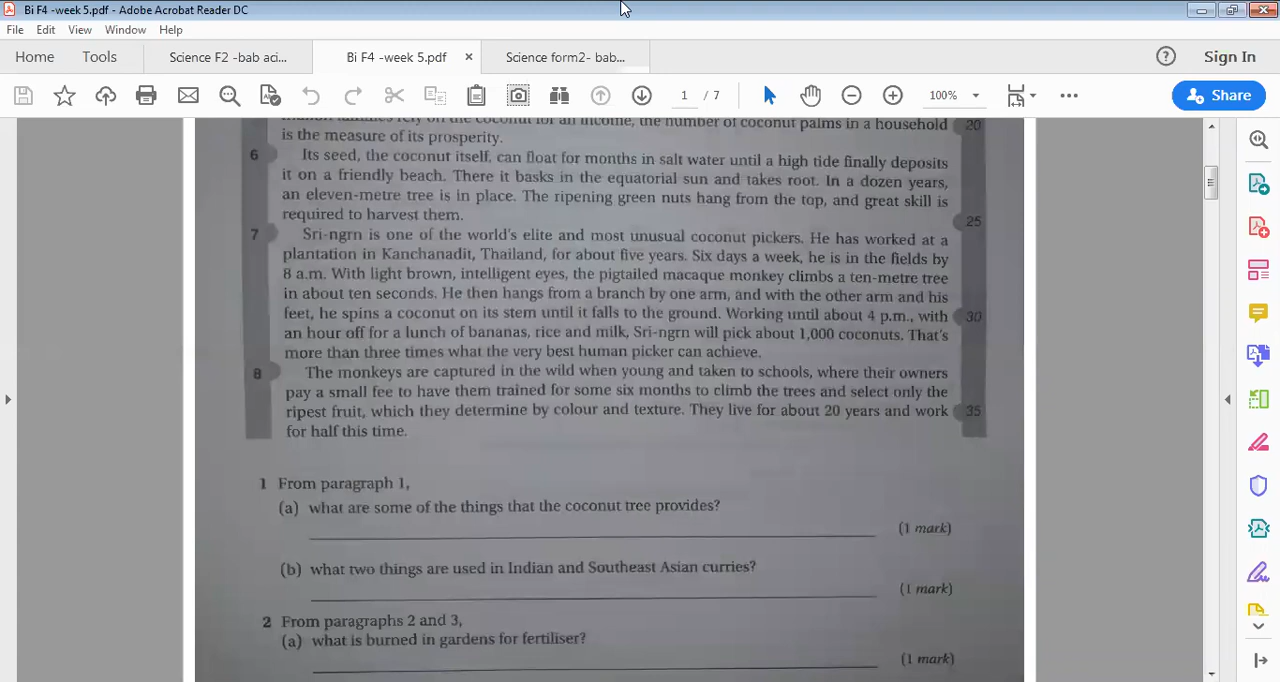 Bi F4 -week 5.pdf - Adobe Acrobat Reader DC
File Edit View Window Help
Home Tools Science F2 -bab aci... Bi F4 -week 5.pdf × Science form2- bab... ? Sign In
1 / 7 100% Share
families rely on the coconut for an income, the number of coconut palms in a household 20
is the measure of its prosperity.
6 Its seed, the coconut itself, can float for months in salt water until a high tide finally deposits
it on a friendly beach. There it basks in the equatorial sun and takes root. In a dozen years,
an eleven-metre tree is in place. The ripening green nuts hang from the top, and great skill is
required to harvest them. 25
7 Sri-ngrn is one of the world's elite and most unusual coconut pickers. He has worked at a
plantation in Kanchanadit, Thailand, for about five years. Six days a week, he is in the fields by
8 a.m. With light brown, intelligent eyes, the pigtailed macaque monkey climbs a ten-metre tree
in about ten seconds. He then hangs from a branch by one arm, and with the other arm and his
feet, he spins a coconut on its stem until it falls to the ground. Working until about 4 p.m., with 30
an hour off for a lunch of bananas, rice and milk, Sri-ngrn will pick about 1,000 coconuts. That's
more than three times what the very best human picker can achieve.
8 The monkeys are captured in the wild when young and taken to schools, where their owners
pay a small fee to have them trained for some six months to climb the trees and select only the
ripest fruit, which they determine by colour and texture. They live for about 20 years and work 35
for half this time.
1 From paragraph 1,
(a) what are some of the things that the coconut tree provides?
(1 mark)
(b) what two things are used in Indian and Southeast Asian curries?
(1 mark)
2 From paragraphs 2 and 3,
(a) what is burned in gardens for fertiliser?
(1 mark)